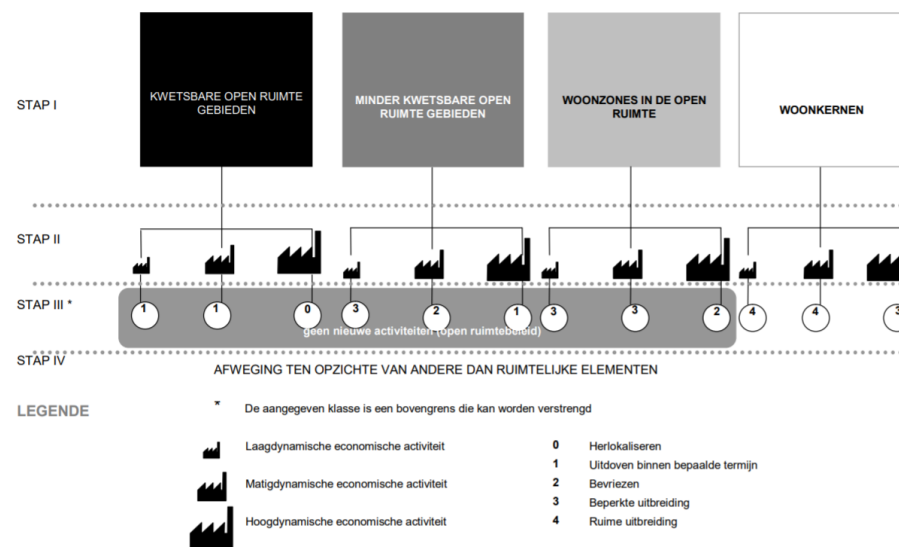 STAP I
KWETSBARE OPEN RUIMTE
GEBIEDEN
MINDER KWETSBARE OPEN
RUIMTE GEBIEDEN
WOONZONES IN DE OPEN
RUIMTE
WOONKERNEN
STAP II
STAP III *
1 1 0 3 2 1 3 3 2 4 4 3
geen nieuwe activiteiten (open ruimtebeleid)
STAP IV
AFWEGING TEN OPZICHTE VAN ANDERE DAN RUIMTELIJKE ELEMENTEN
LEGENDE
* De aangegeven klasse is een bovengrens die kan worden verstrengd
Laagdynamische economische activiteit
Matigdynamische economische activiteit
Hoogdynamische economische activiteit
0 Herlokaliseren
1 Uitdoven binnen bepaalde termijn
2 Bevriezen
3 Beperkte uitbreiding
4 Ruime uitbreiding